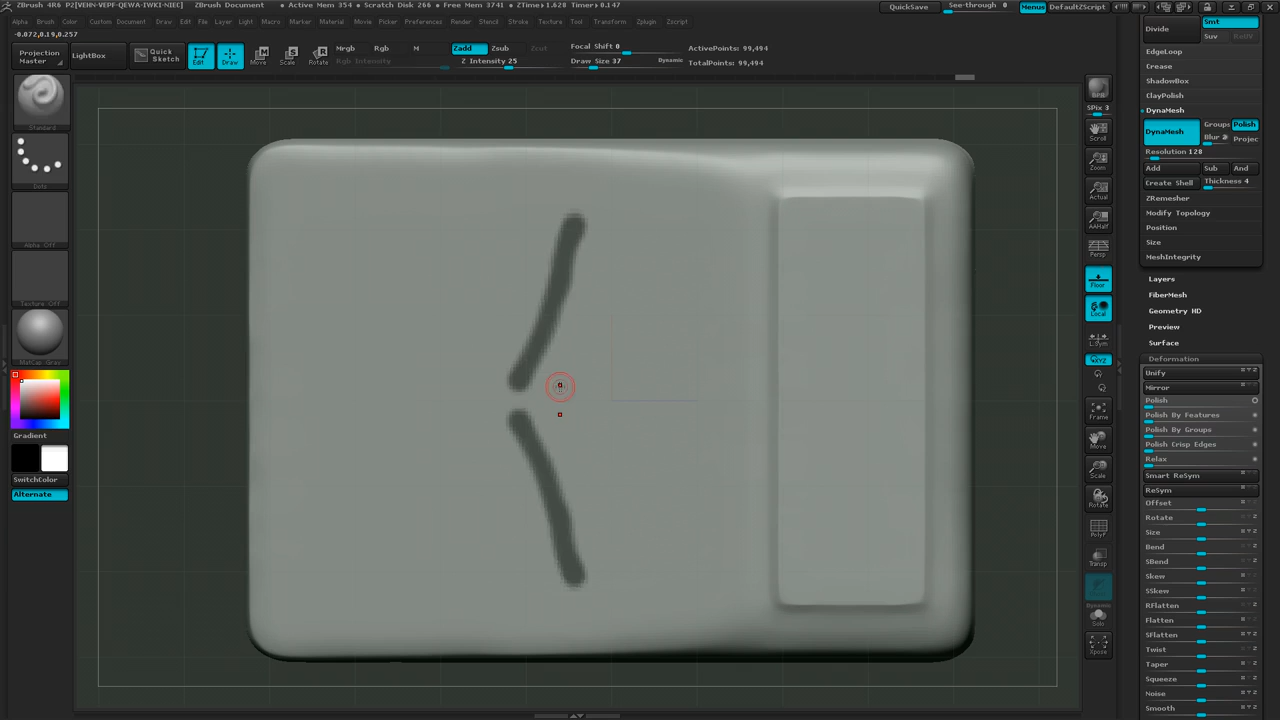 ZBrush 4R6 P2[VEHN-VEPF-QEWA-IWKI-NIEC] ZBrush Document • Active Mem 354 • Scratch Disk 266 • Free Mem 3741 • ZTime▸1.628 Timer▸0.147 QuickSave See-through 0 Menus DefaultZScript
Alpha Brush Color Custom Document Draw Edit File Layer Light Macro Marker Material Movie Picker Preferences Render Stencil Stroke Texture Tool Transform Zplugin Zscript
-0.072,0.19,0.257
Projection Master
LightBox
Quick Sketch
Edit
Draw
Move
Scale
Rotate
Mrgb Rgb M
Rgb Intensity
Zadd Zsub Zcut
Z Intensity 25
Focal Shift 0
Draw Size 37 Dynamic
ActivePoints: 99,494
TotalPoints: 99,494
Standard
Dots
Alpha Off
Texture Off
MatCap Gray
Gradient
SwitchColor
Alternate
BPR
SPix 3
Scroll
Zoom
Actual
AAHalf
Persp
Floor
Local
L.Sym
XYZ
Frame
Move
Scale
Rotate
PolyF
Transp
Dynamic
Solo
Xpose
Divide
Smt
Suv
EdgeLoop
Crease
ShadowBox
ClayPolish
DynaMesh
DynaMesh
Groups Polish
Blur 2 Projec
Resolution 128
Add Sub And
Create Shell Thickness 4
ZRemesher
Modify Topology
Position
Size
MeshIntegrity
Layers
FiberMesh
Geometry HD
Preview
Surface
Deformation
Unify
Mirror
Polish
Polish By Features
Polish By Groups
Polish Crisp Edges
Relax
Smart ReSym
ReSym
Offset
Rotate
Size
Bend
SBend
Skew
SSkew
RFlatten
Flatten
SFlatten
Twist
Taper
Squeeze
Noise
Smooth